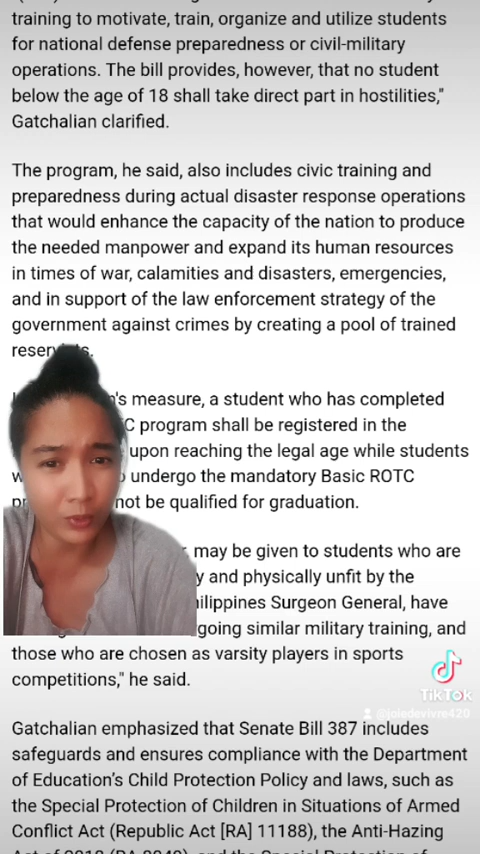 training to motivate, train, organize and utilize students
for national defense preparedness or civil-military
operations. The bill provides, however, that no student
below the age of 18 shall take direct part in hostilities,"
Gatchalian clarified.
The program, he said, also includes civic training and
preparedness during actual disaster response operations
that would enhance the capacity of the nation to produce
the needed manpower and expand its human resources
in times of war, calamities and disasters, emergencies,
and in support of the law enforcement strategy of the
government against crimes by creating a pool of trained
measure, a student who has completed
program shall be registered in the
upon reaching the legal age while students
undergo the mandatory Basic ROTC
not be qualified for graduation.
may be given to students who are
and physically unfit by the
Surgeon General, have
similar military training, and
those who are chosen as varsity players in sports
competitions," he said.
TikTok
@joiedevivre420
Gatchalian emphasized that Senate Bill 387 includes
safeguards and ensures compliance with the Department
of Education's Child Protection Policy and laws, such as
the Special Protection of Children in Situations of Armed
Conflict Act (Republic Act [RA] 11188), the Anti-Hazing